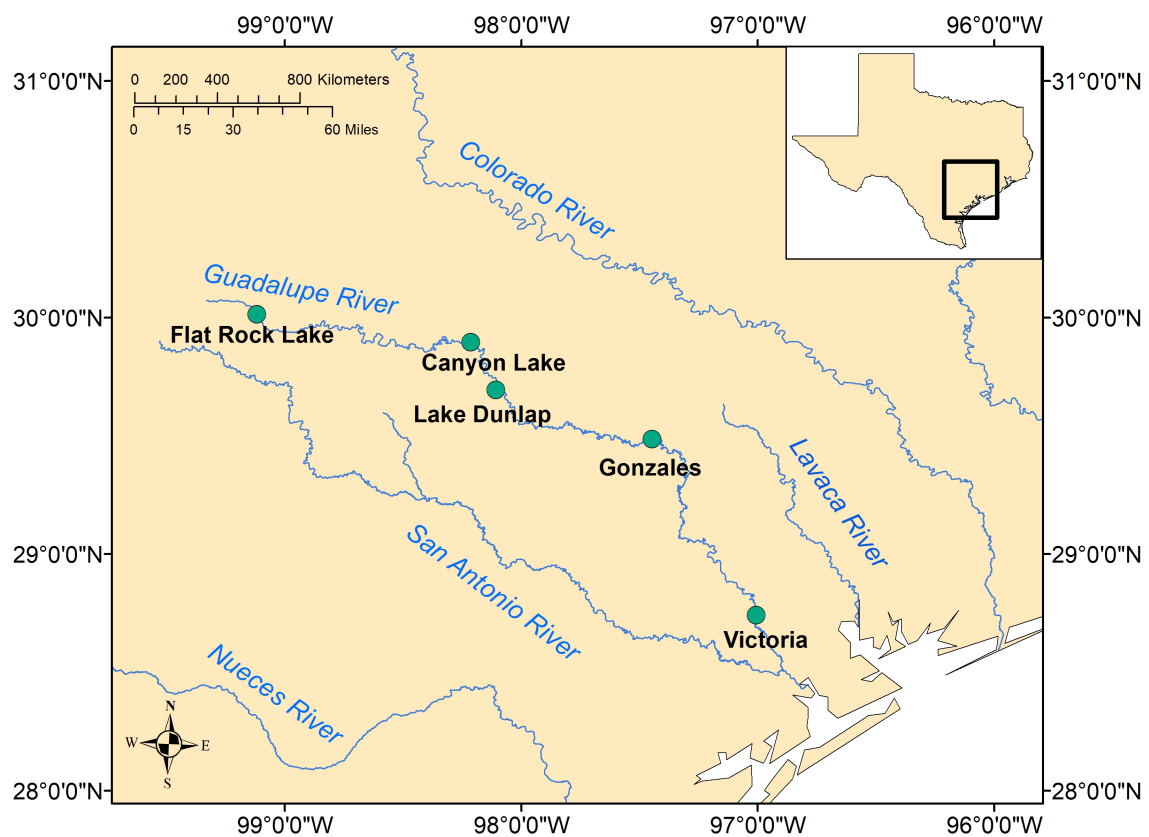 99°0'0"W 98°0'0"W 97°0'0"W 96°0'0"W
31°0'0"N 31°0'0"N
0 200 400 800 Kilometers
0 15 30 60 Miles
Colorado River
Guadalupe River
30°0'0"N 30°0'0"N
Flat Rock Lake
Canyon Lake
Lake Dunlap
Gonzales
Lavaca River
29°0'0"N 29°0'0"N
San Antonio River
Victoria
Nueces River
N
W E
S
28°0'0"N 28°0'0"N
99°0'0"W 98°0'0"W 97°0'0"W 96°0'0"W